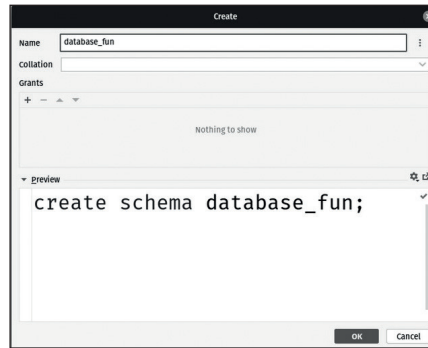 Create
Name database_fun
Collation
Grants
Nothing to show
Preview
create schema database_fun;
OK Cancel